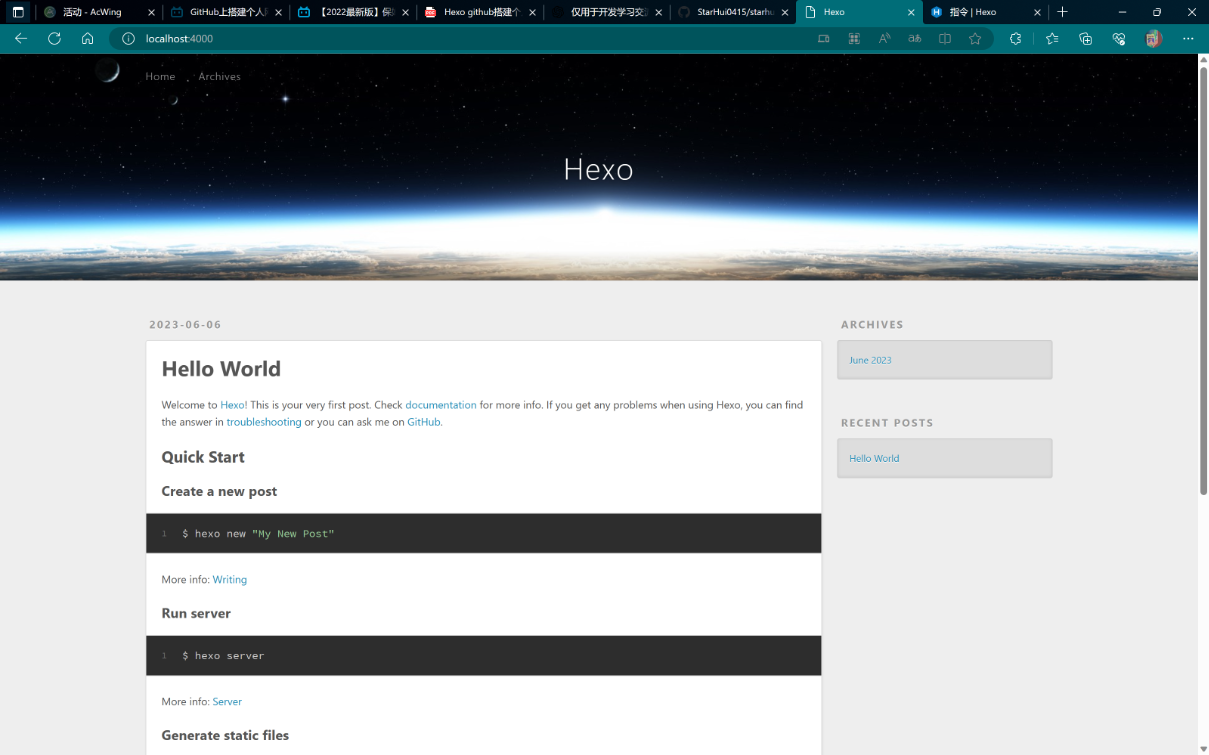 活动 - AcWing
GitHub上搭建个人
【2022最新版】保
Hexo github搭建个
仅用于开发学习交
StarHui0415/starhu
Hexo
指令 | Hexo
localhost:4000
Home
Archives
Hexo
2023-06-06
Hello World
Welcome to Hexo! This is your very first post. Check documentation for more info. If you get any problems when using Hexo, you can find
the answer in troubleshooting or you can ask me on GitHub.
Quick Start
Create a new post
1 $ hexo new "My New Post"
More info: Writing
Run server
1 $ hexo server
More info: Server
Generate static files
ARCHIVES
June 2023
RECENT POSTS
Hello World